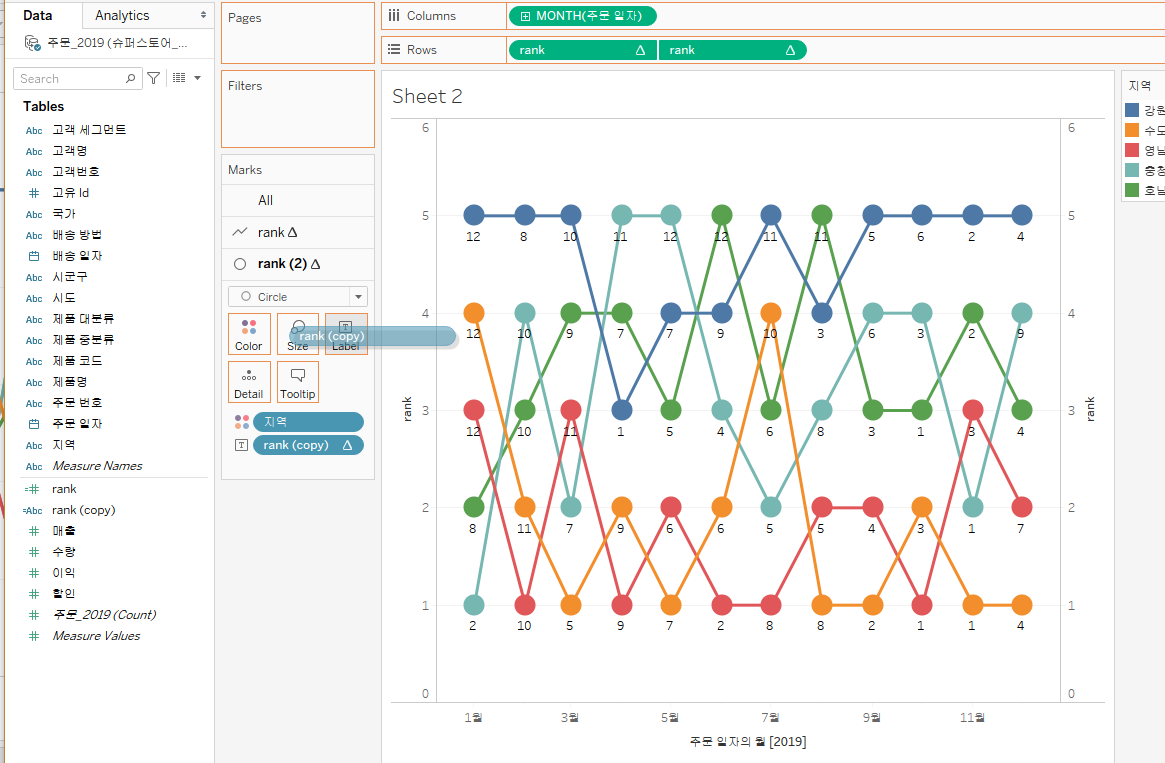 Data Analytics
주문_2019 (슈퍼스토어_...
Search
Tables
Abc 고객 세그먼트
Abc 고객명
Abc 고객번호
# 고유 Id
Abc 국가
Abc 배송 방법
배송 일자
Abc 시군구
Abc 시도
Abc 제품 대분류
Abc 제품 중분류
Abc 제품 코드
Abc 제품명
Abc 주문 번호
주문 일자
Abc 지역
Abc Measure Names
=# rank
=Abc rank (copy)
# 매출
# 수량
# 이익
# 할인
# 주문_2019 (Count)
# Measure Values
Pages
Filters
Marks
All
rank Δ
rank (2) Δ
Circle
Color Size Label
rank (copy)
Detail Tooltip
지역
T rank (copy) Δ
Columns MONTH(주문 일자)
Rows rank Δ rank Δ
Sheet 2
6 6
5 5
12 8 10 11 12 12 11 11 5 6 2 4
4 4
12 10 9 7 7 9 10 3 6 3 2 9
rank 3 rank 3
12 10 11 1 5 4 6 8 3 1 3 4
2 2
8 11 7 9 6 6 5 5 4 3 1 7
1 1
2 10 5 9 7 2 8 8 2 1 1 4
0 0
1월 3월 5월 7월 9월 11월
주문 일자의 월 [2019]
지역
강원
수도
영남
충청
호남